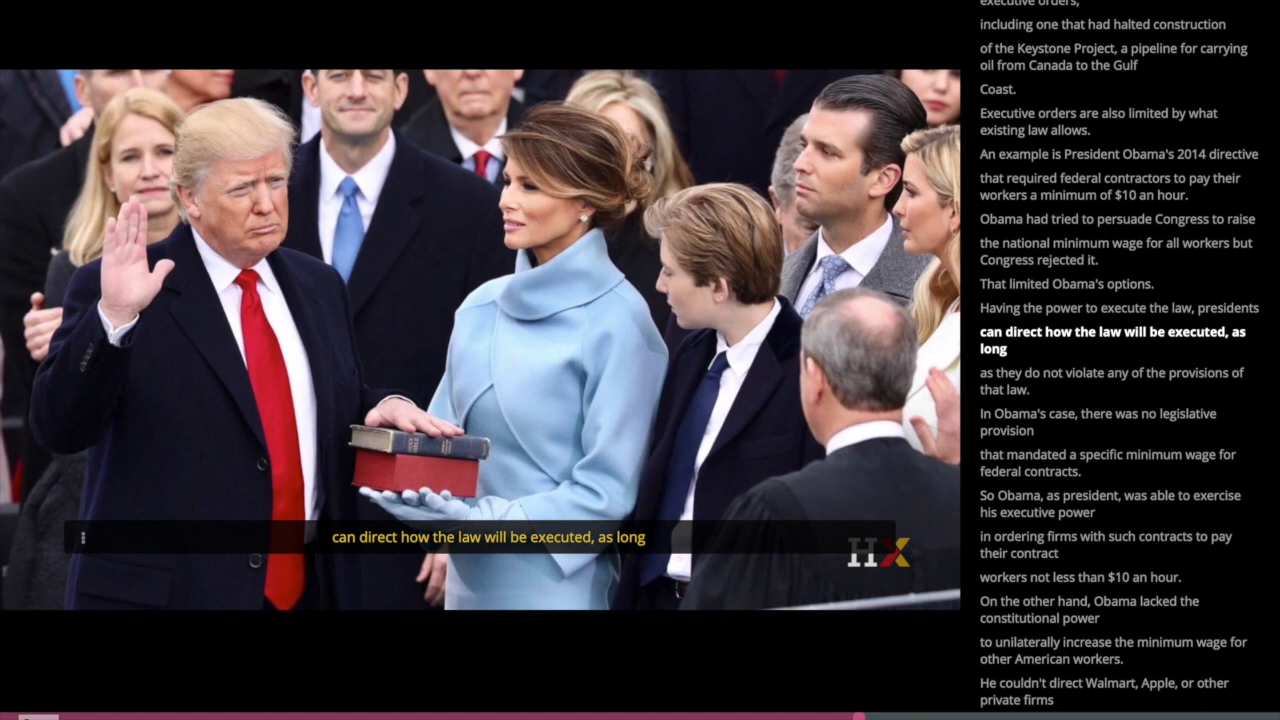 can direct how the law will be executed, as long
HX
executive orders,
including one that had halted construction
of the Keystone Project, a pipeline for carrying
oil from Canada to the Gulf
Coast.
Executive orders are also limited by what
existing law allows.
An example is President Obama's 2014 directive
that required federal contractors to pay their
workers a minimum of $10 an hour.
Obama had tried to persuade Congress to raise
the national minimum wage for all workers but
Congress rejected it.
That limited Obama's options.
Having the power to execute the law, presidents
can direct how the law will be executed, as
long
as they do not violate any of the provisions of
that law.
In Obama's case, there was no legislative
provision
that mandated a specific minimum wage for
federal contracts.
So Obama, as president, was able to exercise
his executive power
in ordering firms with such contracts to pay
their contract
workers not less than $10 an hour.
On the other hand, Obama lacked the
constitutional power
to unilaterally increase the minimum wage for
other American workers.
He couldn't direct Walmart, Apple, or other
private firms